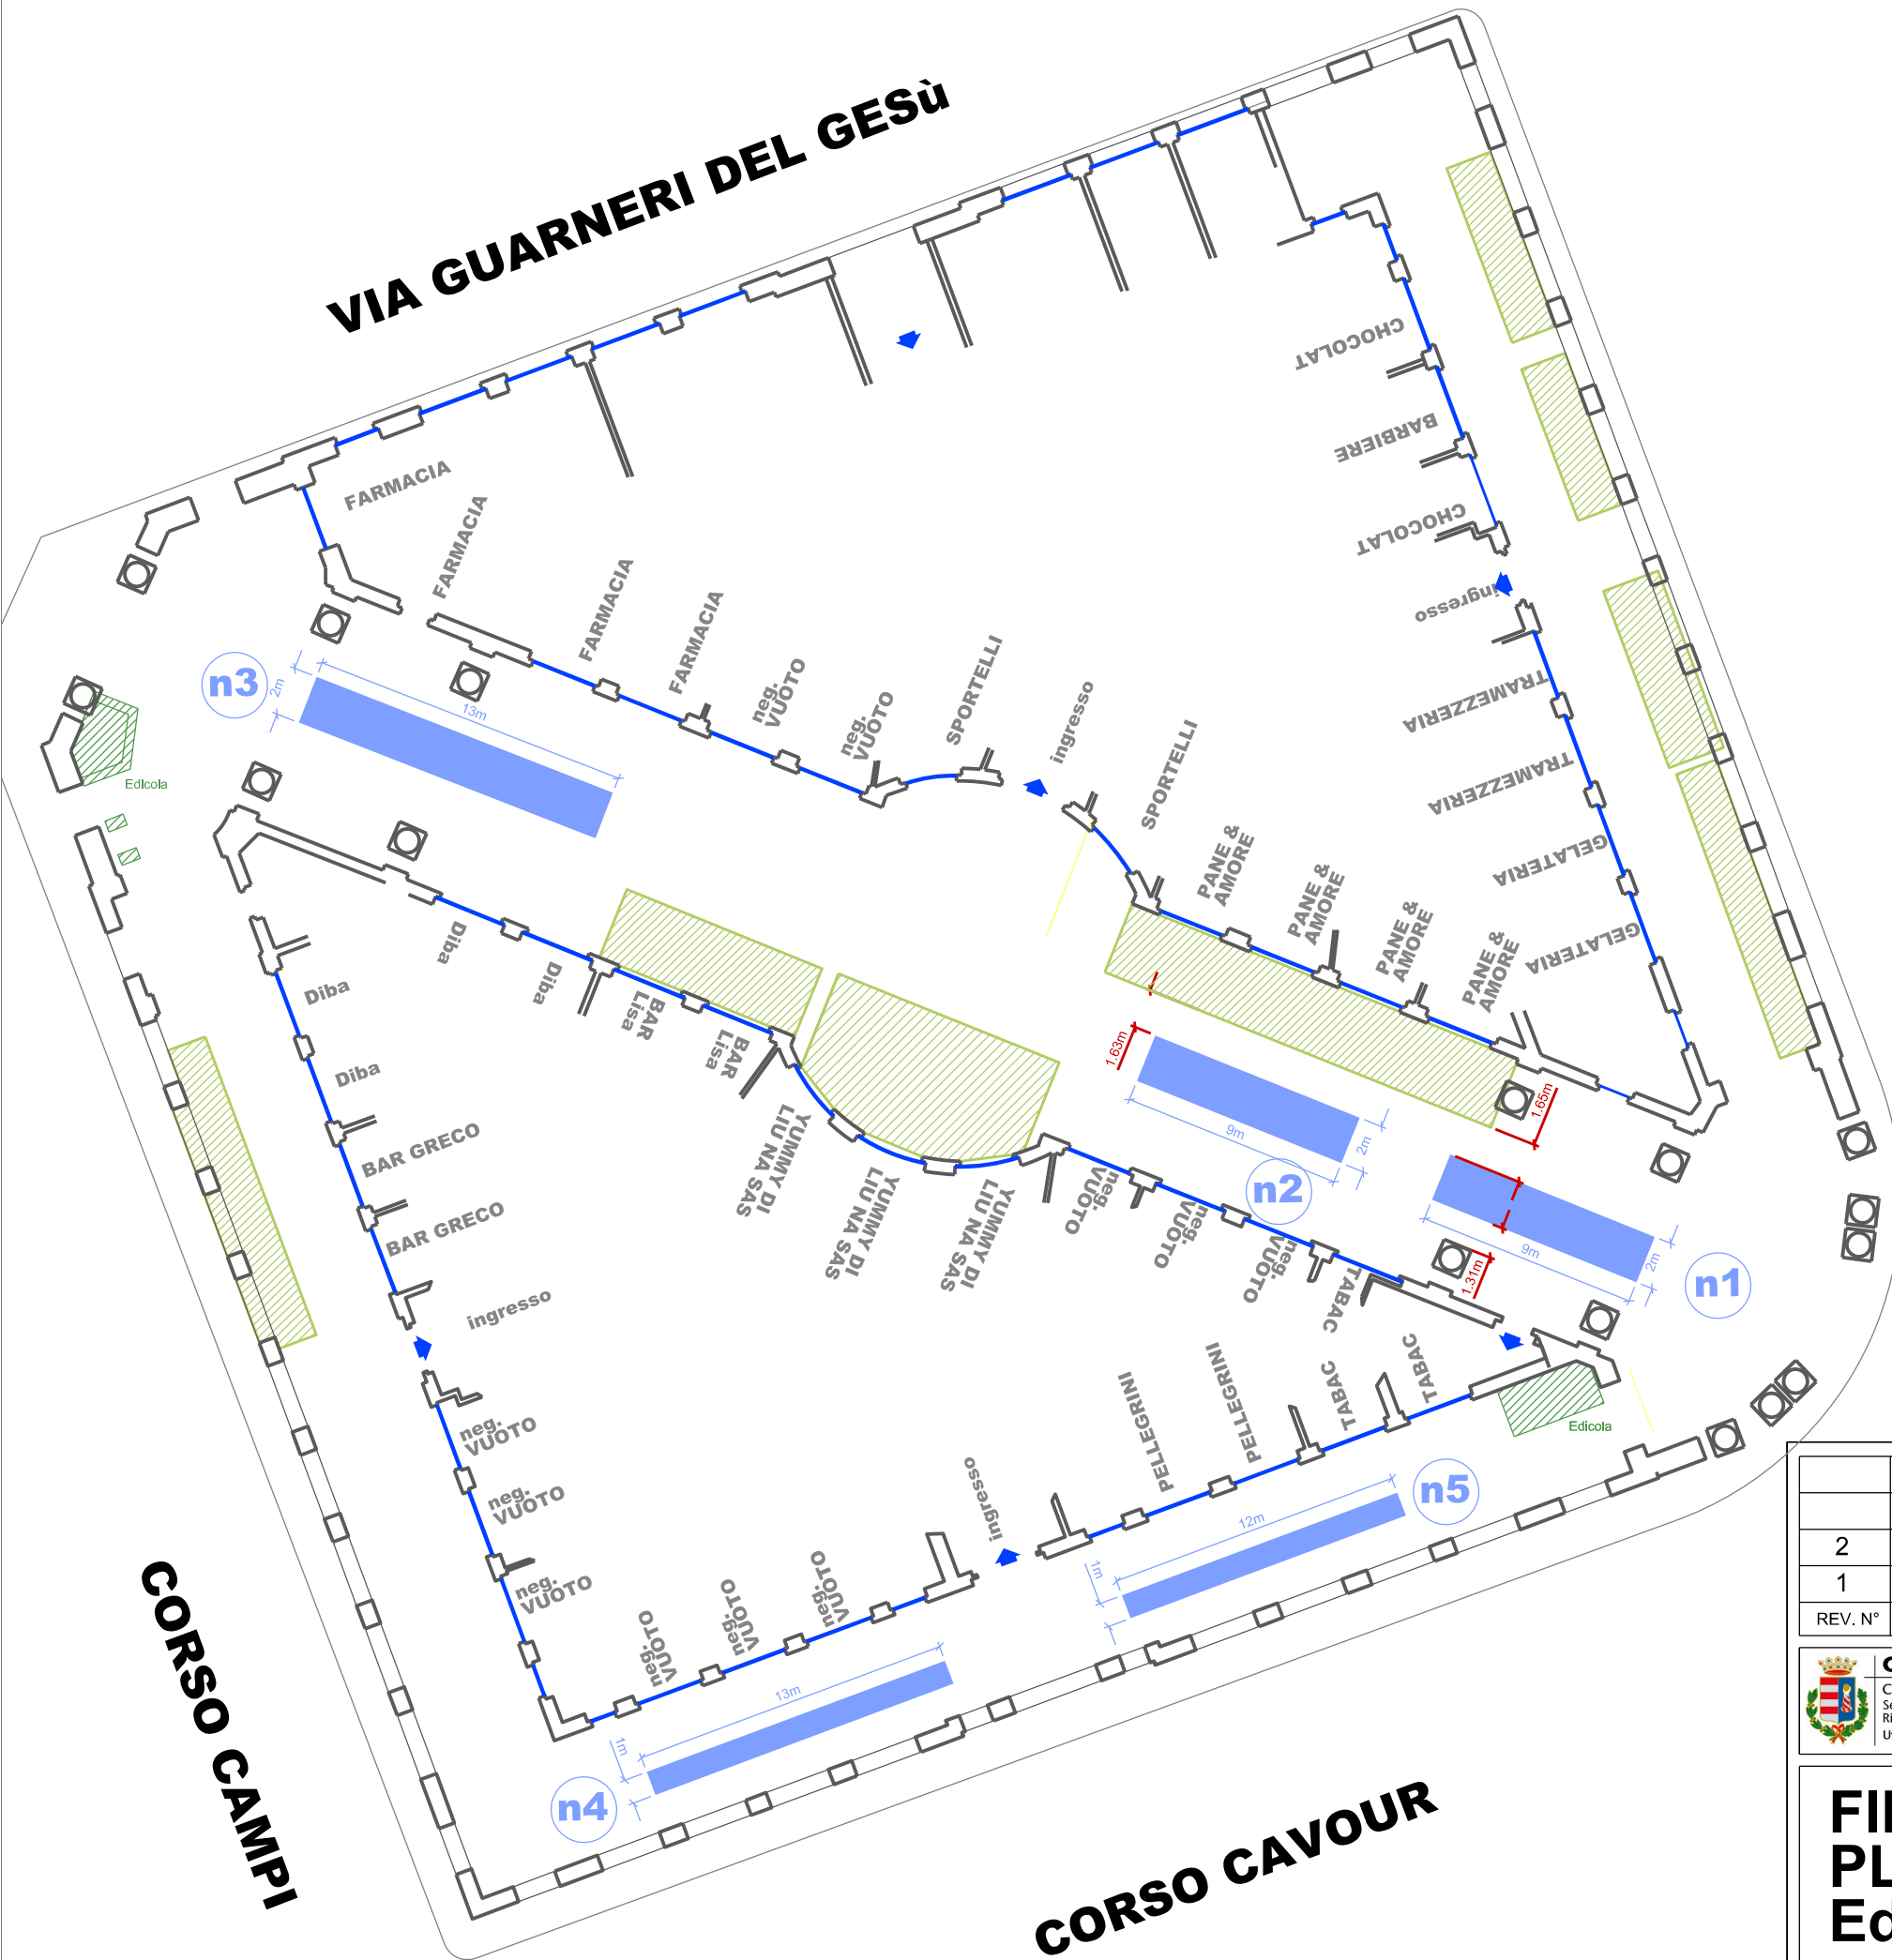 VIA GUARNERI DEL GESù
FARMACIA
FARMACIA
FARMACIA
FARMACIA
neg.
VUOTO
neg.
VUOTO
SPORTELLI
ingresso
SPORTELLI
PANE &
AMORE
PANE &
AMORE
PANE &
AMORE
PANE &
AMORE
CHOCOLAT
BARBIERE
CHOCOLAT
ingresso
TRAMEZZERIA
TRAMEZZERIA
GELATERIA
GELATERIA
n3
2m
13m
Edicola
Diba
Diba
BAR
Lisa
BAR
Lisa
YUMMY DI
LIU NA SAS
YUMMY DI
LIU NA SAS
YUMMY DI
LIU NA SAS
neg.
VUOTO
neg.
VUOTO
neg.
VUOTO
TABAC
1.63m
9m
2m
n2
1.65m
9m
2m
n1
1.31m
Diba
Diba
BAR GRECO
BAR GRECO
ingresso
neg.
VUOTO
neg.
VUOTO
neg.
VUOTO
neg.
VUOTO
neg.
VUOTO
neg.
VUOTO
ingresso
PELLEGRINI
PELLEGRINI
TABAC
TABAC
Edicola
n5
12m
1m
13m
1m
n4
CORSO CAMPI
CORSO CAVOUR
2
1
REV. N°
C
Se
Ri
U
FI
PL
Ed